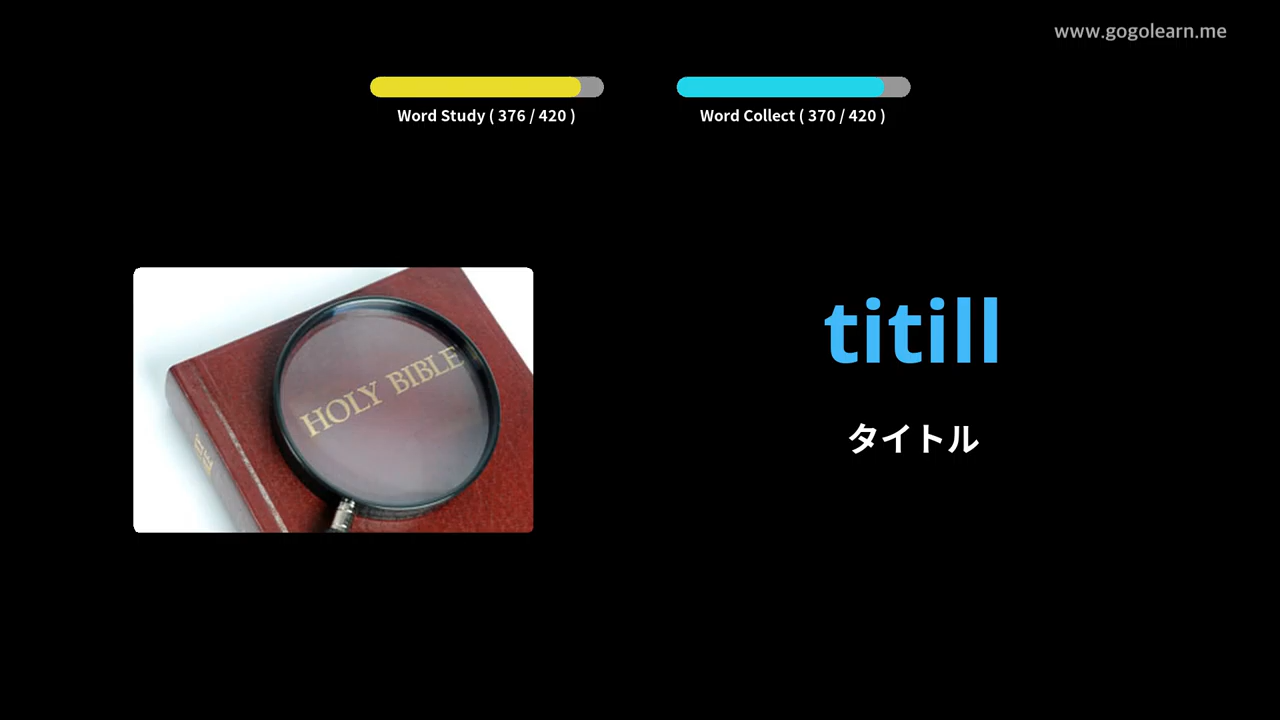 www.gogolearn.me
Word Study ( 376 / 420 )
Word Collect ( 370 / 420 )
HOLY BIBLE
titill
タイトル